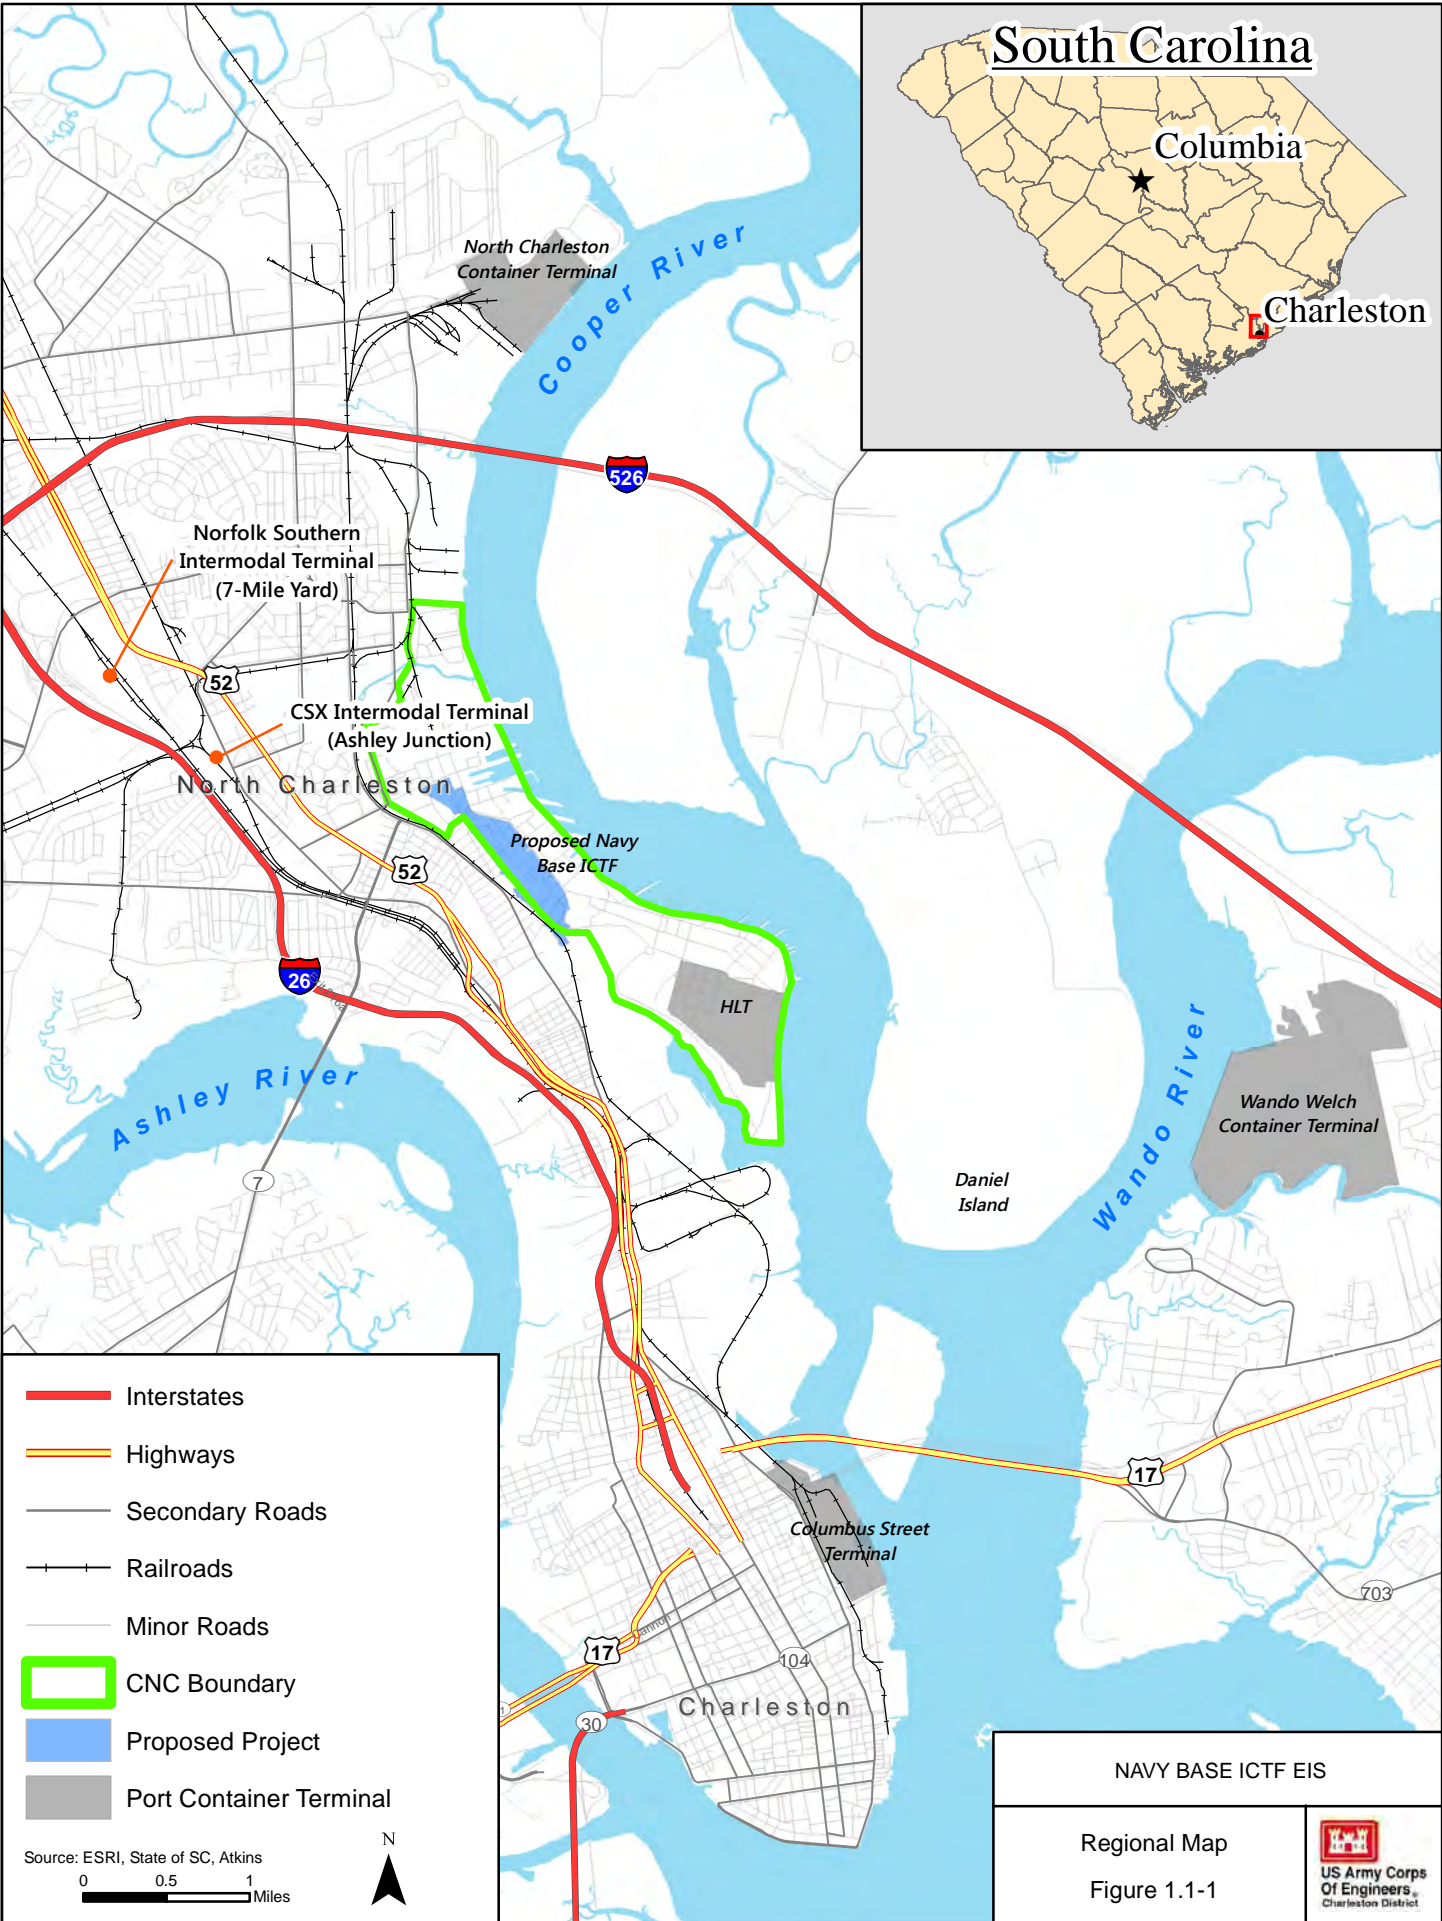 South Carolina
Columbia
Charleston
North Charleston
Container Terminal
Cooper River
526
Norfolk Southern
Intermodal Terminal
(7-Mile Yard)
52
CSX Intermodal Terminal
(Ashley Junction)
North Charleston
Proposed Navy
Base ICTF
52
26
HLT
Ashley River
Wando River
Wando Welch
Container Terminal
7
Daniel
Island
17
Columbus Street
Terminal
703
17
104
Charleston
30
Interstates
Highways
Secondary Roads
Railroads
Minor Roads
CNC Boundary
Proposed Project
Port Container Terminal
Source: ESRI, State of SC, Atkins
0 0.5 1
Miles
N
NAVY BASE ICTF EIS
Regional Map
Figure 1.1-1
US Army Corps
Of Engineers®
Charleston District